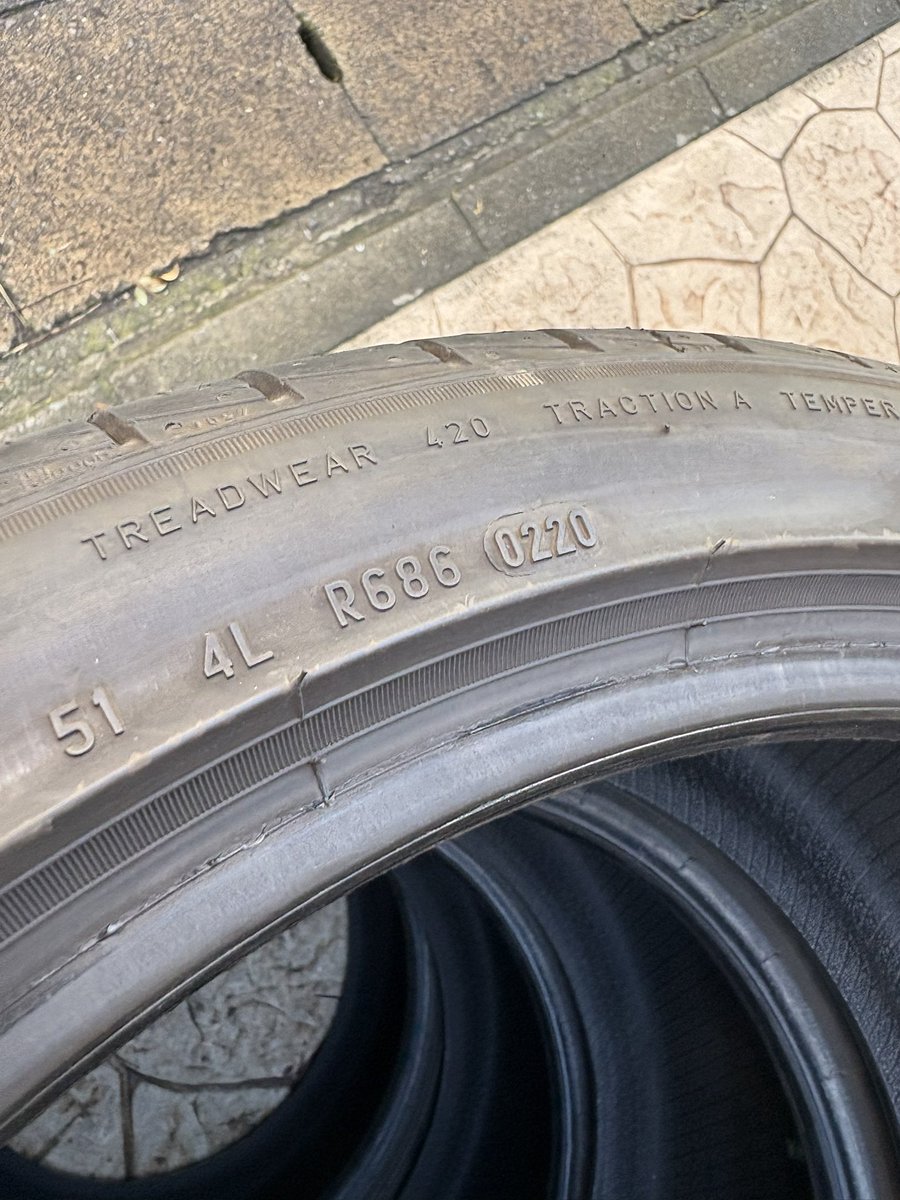 TREADWEAR 420 TRACTION A TEMPER
51 4L R686 0220